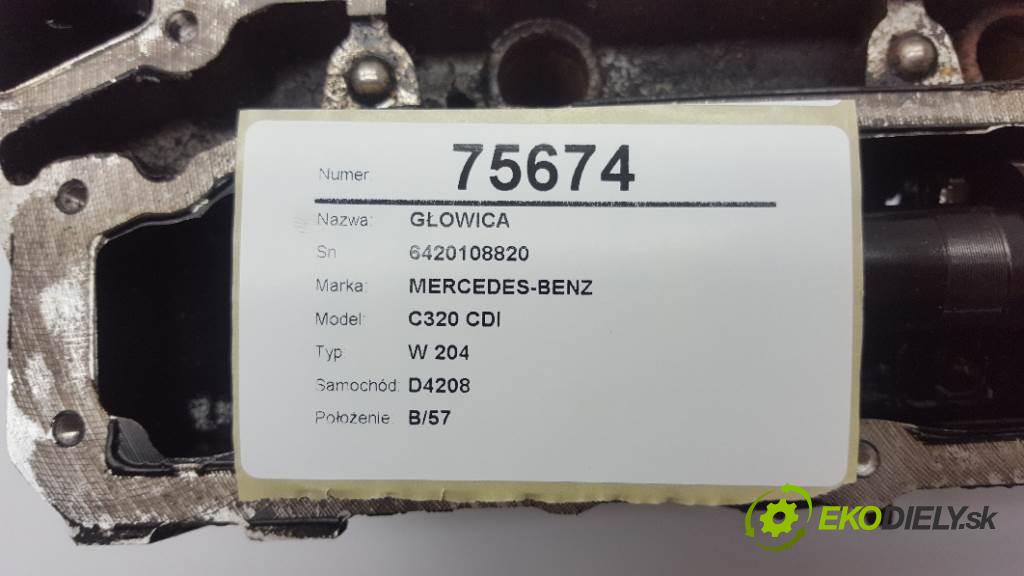 Numer: 75674
Nazwa: GŁOWICA
Sn 6420108820
Marka: MERCEDES-BENZ
Model: C320 CDI
Typ: W 204
Samochód: D4208
Położenie: B/57
EKODIELY.sk